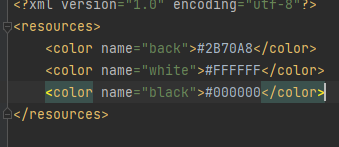 <?xml version="1.0" encoding="utf-8"?>
<resources>
<color name="back">#2B70A8</color>
<color name="white">#FFFFFF</color>
<color name="black">#000000</color>
</resources>